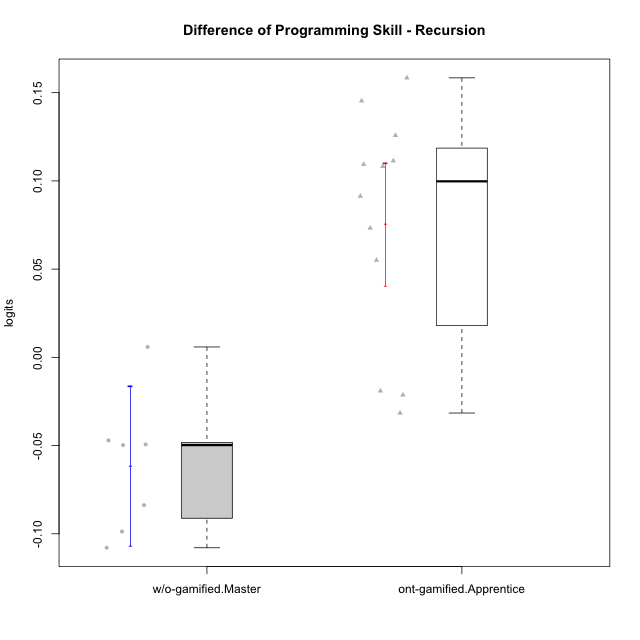 Difference of Programming Skill - Recursion
logits
0.15
0.10
0.05
0.00
-0.05
-0.10
w/o-gamified.Master
ont-gamified.Apprentice